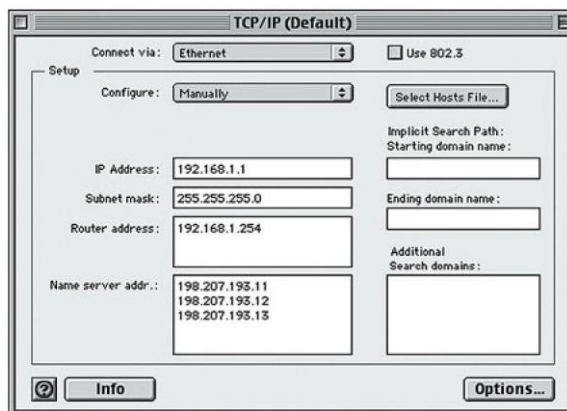 TCP/IP (Default)
Connect via: Ethernet
Use 802.3
Setup
Configure: Manually
Select Hosts File...
Implicit Search Path:
Starting domain name:
IP Address: 192.168.1.1
Subnet mask: 255.255.255.0
Ending domain name:
Router address: 192.168.1.254
Additional
Search domains:
Name server addr.: 198.207.193.11
198.207.193.12
198.207.193.13
?
Info
Options...